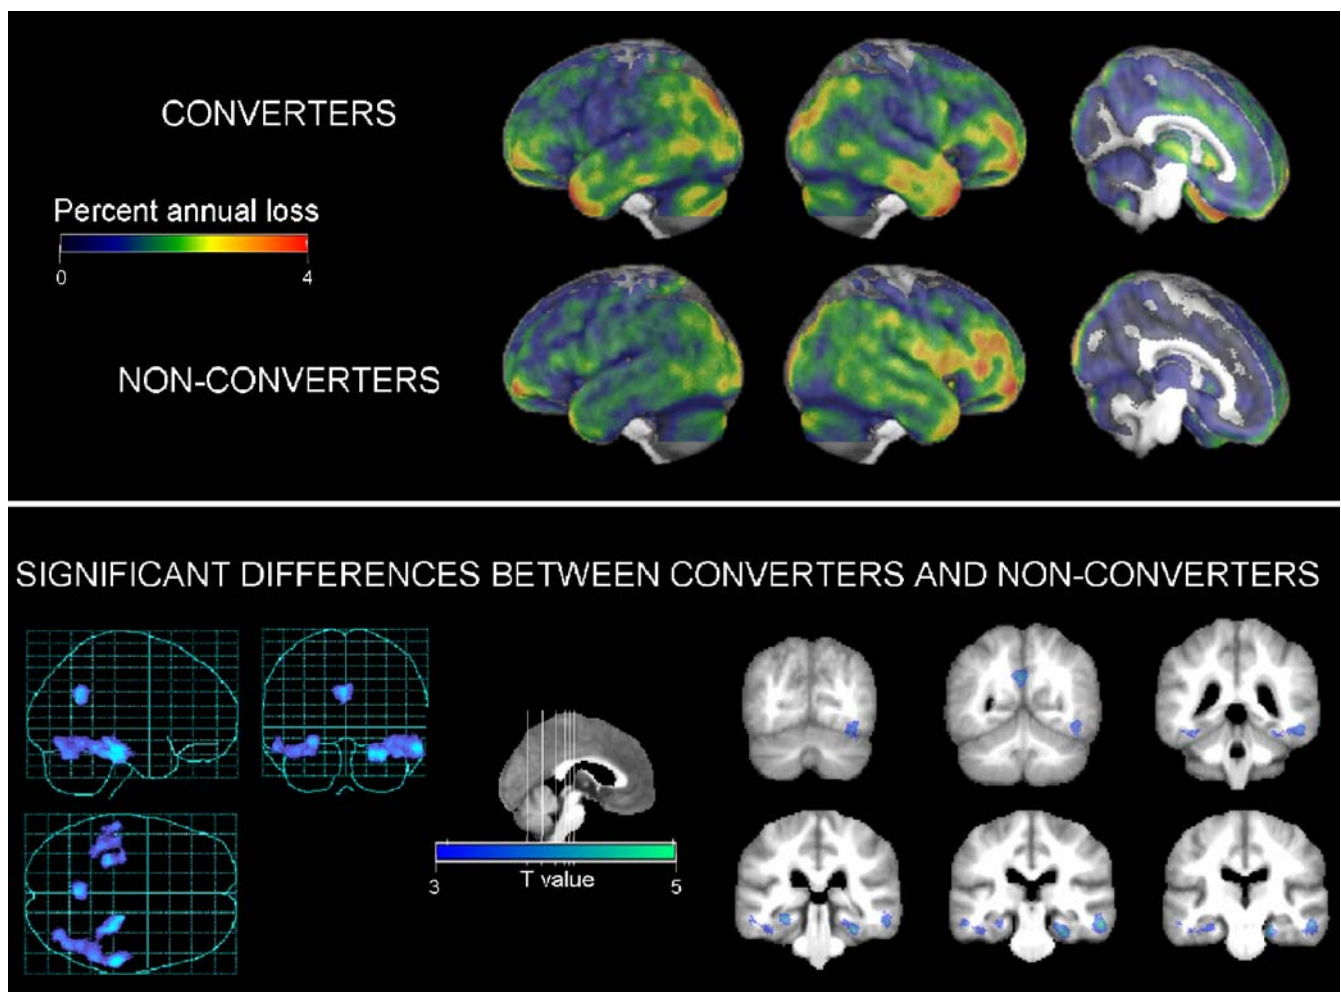 CONVERTERS
Percent annual loss
0 4
NON-CONVERTERS
SIGNIFICANT DIFFERENCES BETWEEN CONVERTERS AND NON-CONVERTERS
3 T value 5